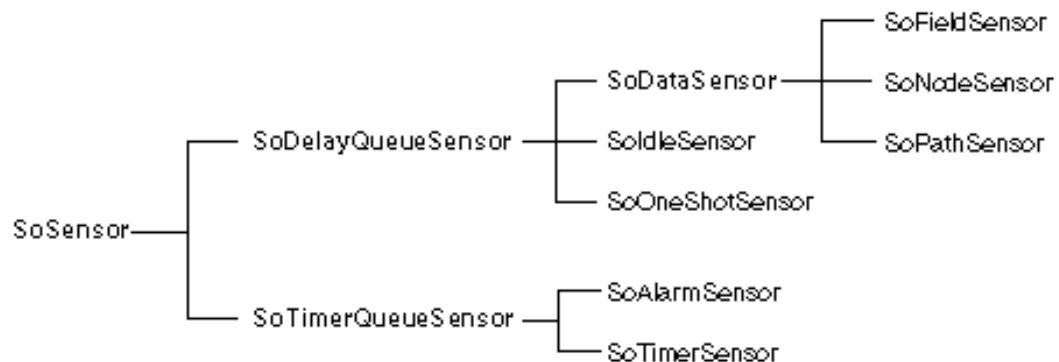 SoFieldSensor
SoDataSensor
SoNodeSensor
SoDelayQueueSensor
SoIdleSensor
SoPathSensor
SoOneShotSensor
SoSensor
SoAlarmSensor
SoTimerQueueSensor
SoTimerSensor